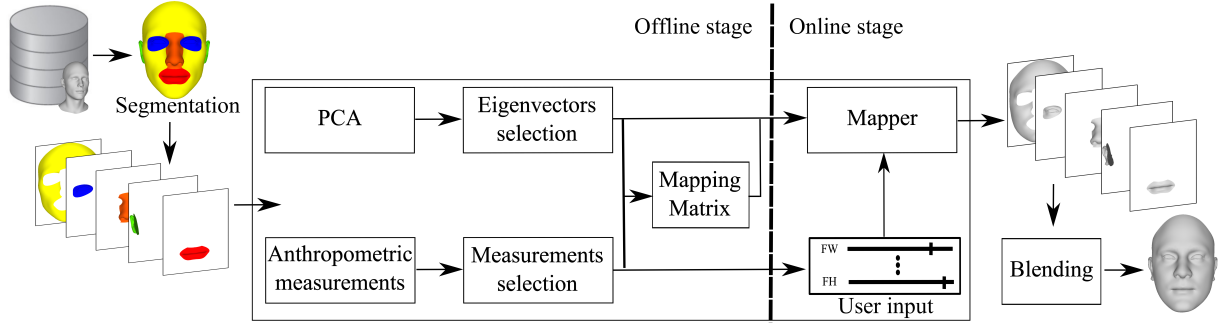 Offline stage
Online stage
Segmentation
PCA
Eigenvectors
selection
Mapper
Mapping
Matrix
Anthropometric
measurements
Measurements
selection
FW
FH
User input
Blending